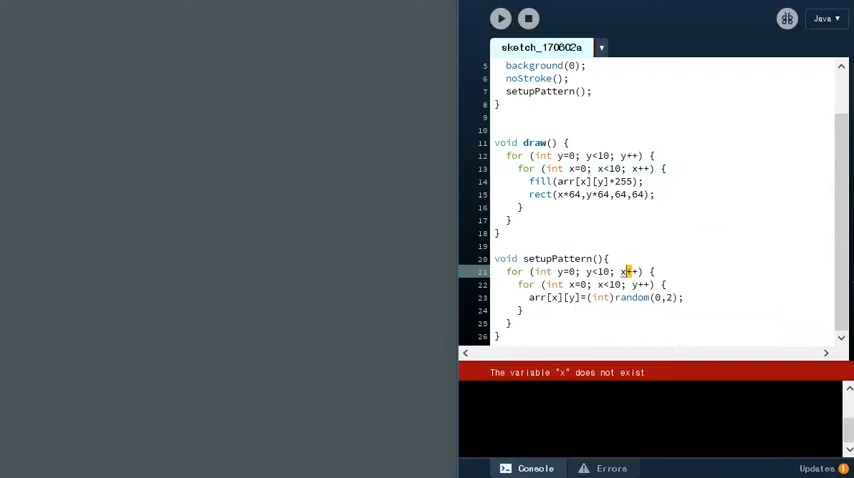 Java ▾
sketch_170602a ▼
5 background(0);
6 noStroke();
7 setupPattern();
8 }
9
10
11 void draw() {
12 for (int y=0; y<10; y++) {
13 for (int x=0; x<10; x++) {
14 fill(arr[x][y]*255);
15 rect(x*64,y*64,64,64);
16 }
17 }
18 }
19
20 void setupPattern(){
21 for (int y=0; y<10; x++) {
22 for (int x=0; x<10; y++) {
23 arr[x][y]=(int)random(0,2);
24 }
25 }
26 }
The variable "x" does not exist
Console Errors Updates 1